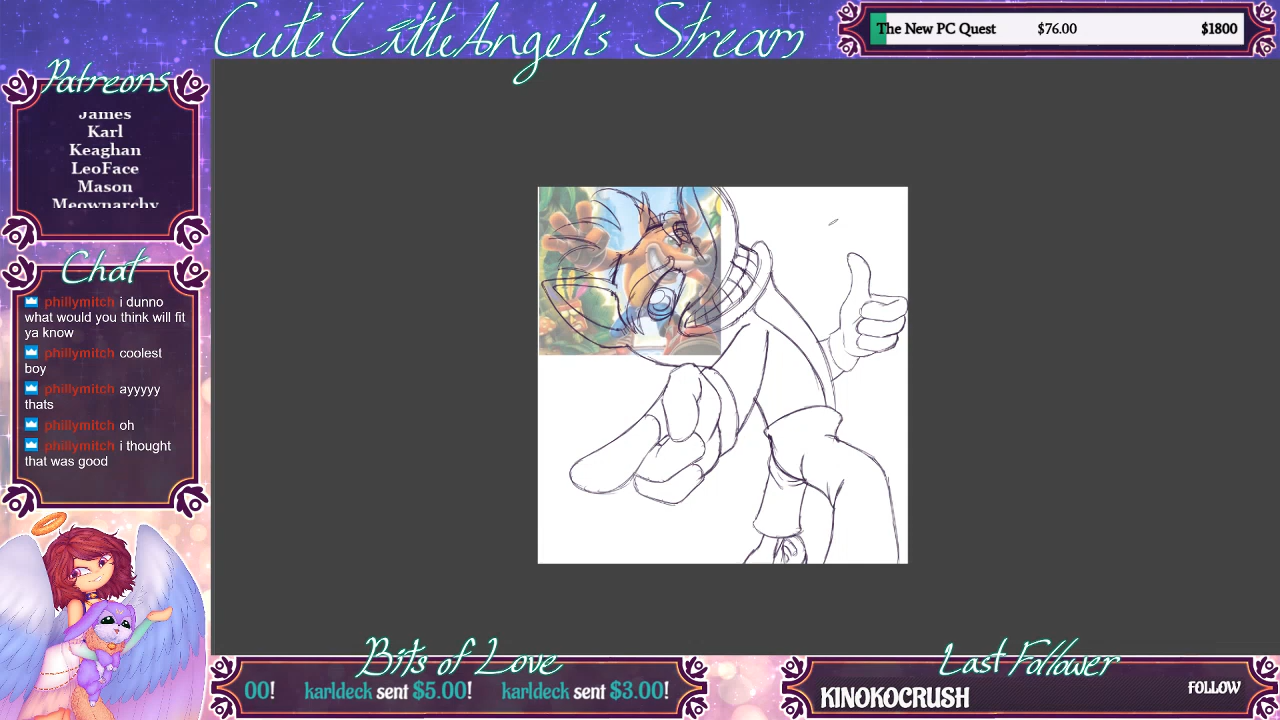 CuteLittleAngel's Stream
The New PC Quest $76.00 $1800
Patreons
James
Karl
Keaghan
LeoFace
Mason
Meownarchy
Chat
phillymitch i dunno
what would you think will fit
ya know
phillymitch coolest
boy
phillymitch ayyyyy
thats
phillymitch oh
phillymitch i thought
that was good
Bits of Love
00! karldeck sent $5.00! karldeck sent $3.00!
Last Follower
KINOKOCRUSH FOLLOW